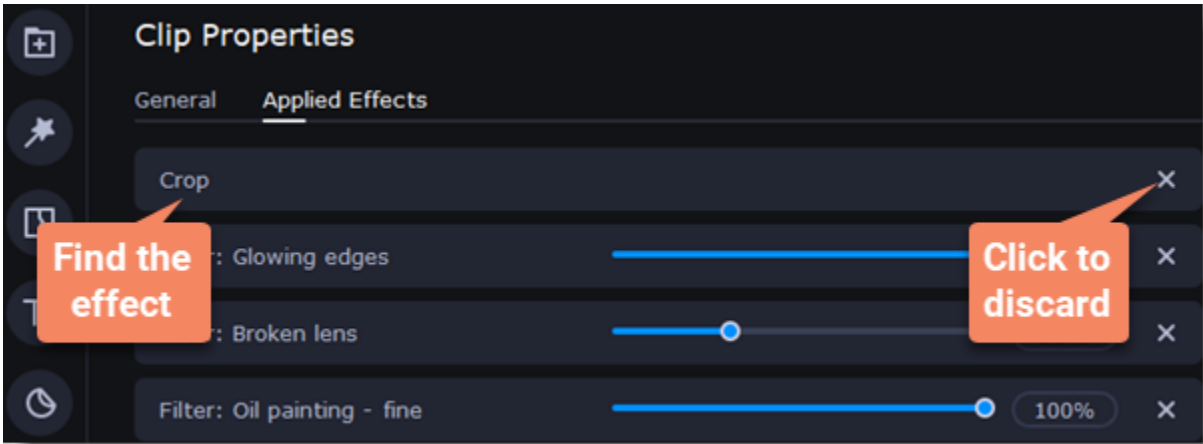 Clip Properties
General Applied Effects
Crop
Find the
effect
Click to
discard
r: Glowing edges
r: Broken lens
Filter: Oil painting - fine 100%